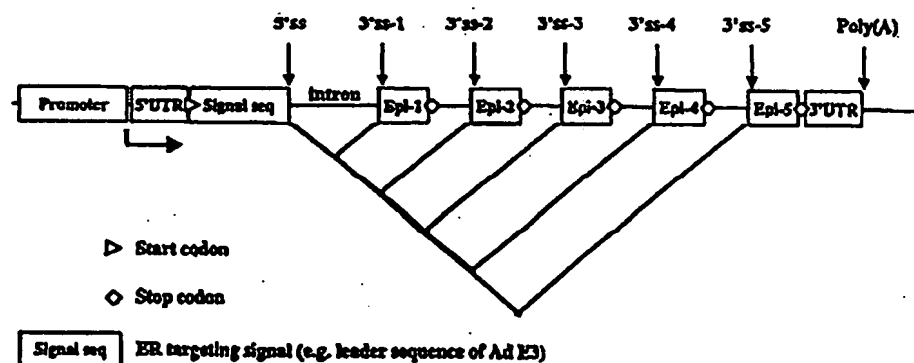 5'ss 3'ss-1 3'ss-2 3'ss-3 3'ss-4 3'ss-5 Poly(A)
Promoter 5'UTR Signal seq intron Epi-1 Epi-2 Epi-3 Epi-4 Epi-5 3'UTR
Start codon
Stop codon
Signal seq ER targeting signal (e.g. leader sequence of Ad E3)